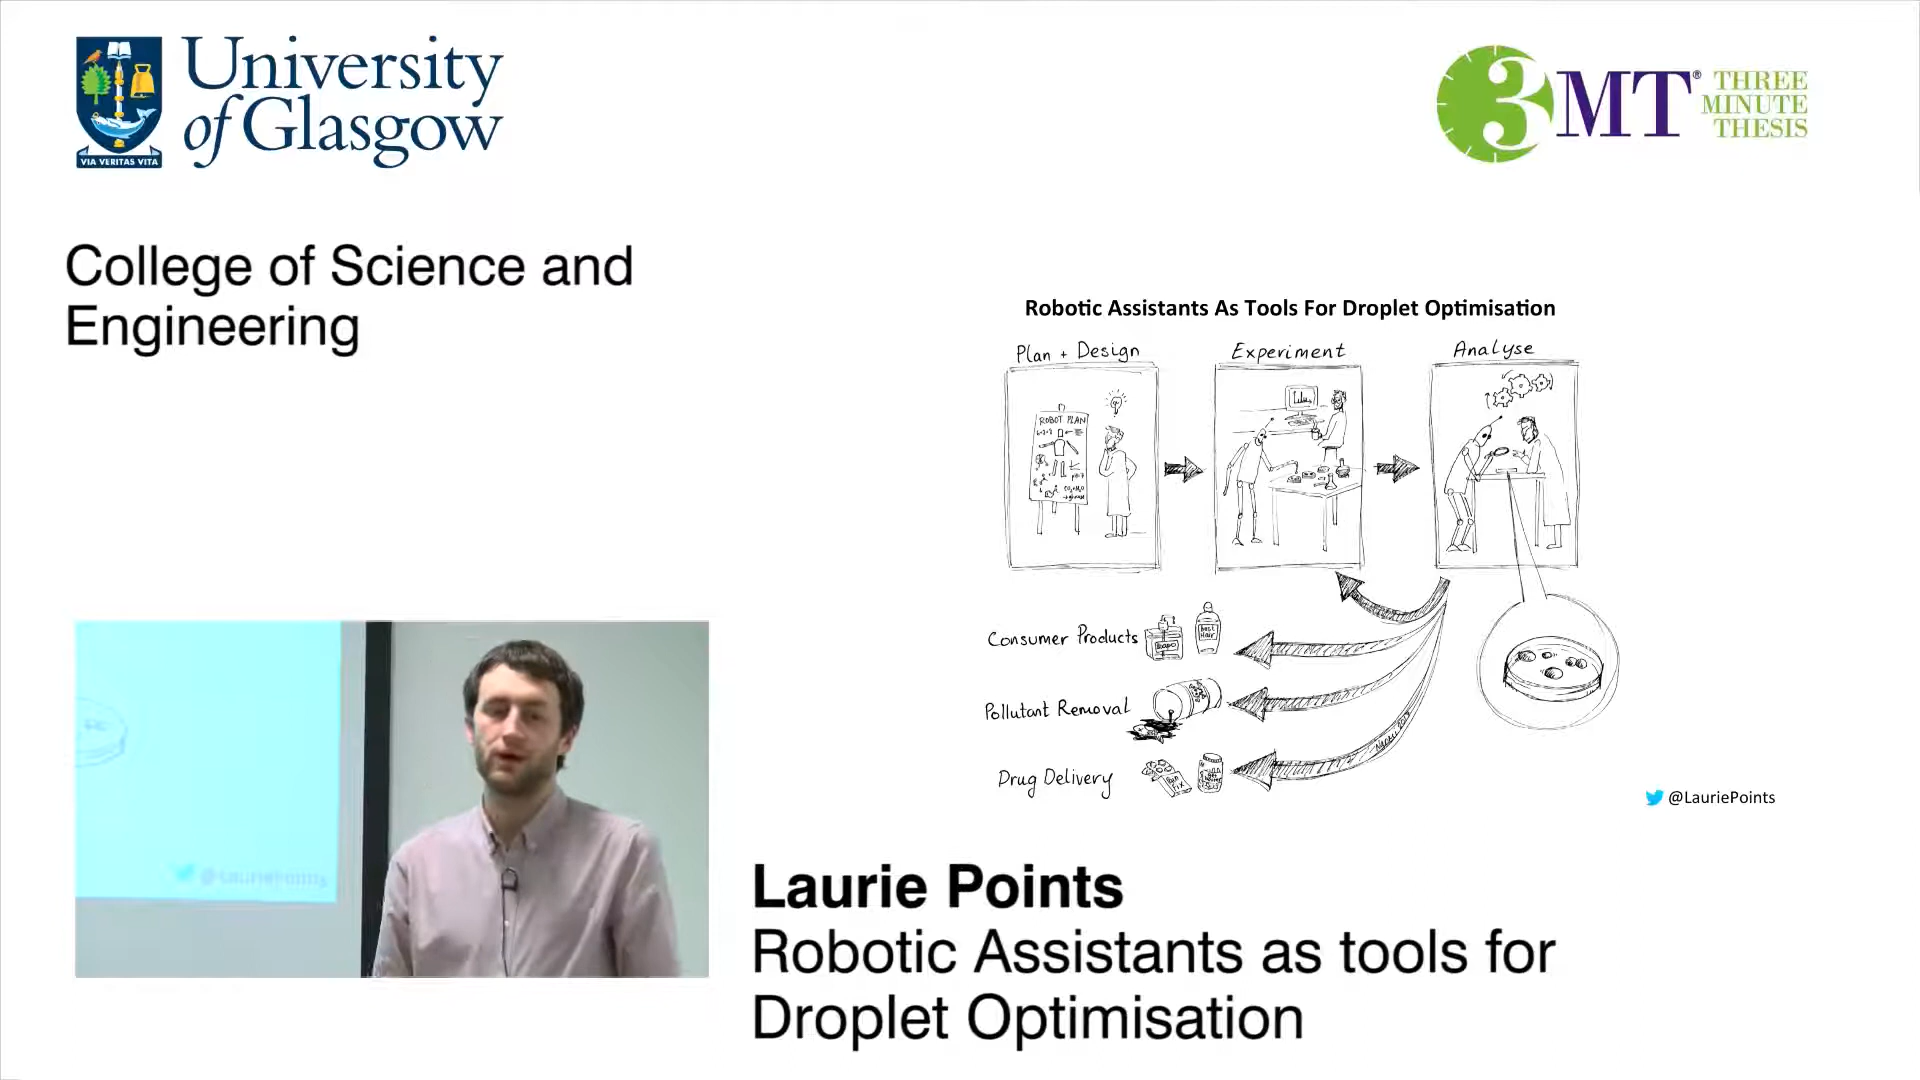 University
of Glasgow
VIA VERITAS VITA
3MT® THREE
MINUTE
THESIS
College of Science and
Engineering
Robotic Assistants As Tools For Droplet Optimisation
Plan + Design
Experiment
Analyse
ROBOT PLAN
Consumer Products
Pollutant Removal
Drug Delivery
@LauriePoints
@LauriePoints
Laurie Points
Robotic Assistants as tools for
Droplet Optimisation